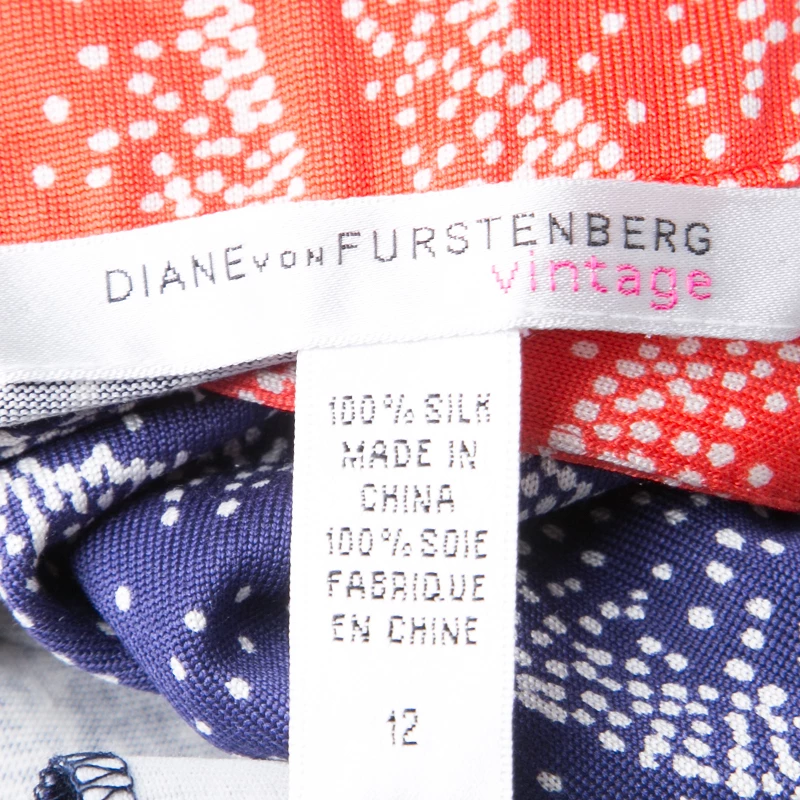 DIANE von FURSTENBERG
vintage
100% SILK
MADE IN
CHINA
100% SOIE
FABRIQUE
EN CHINE
12